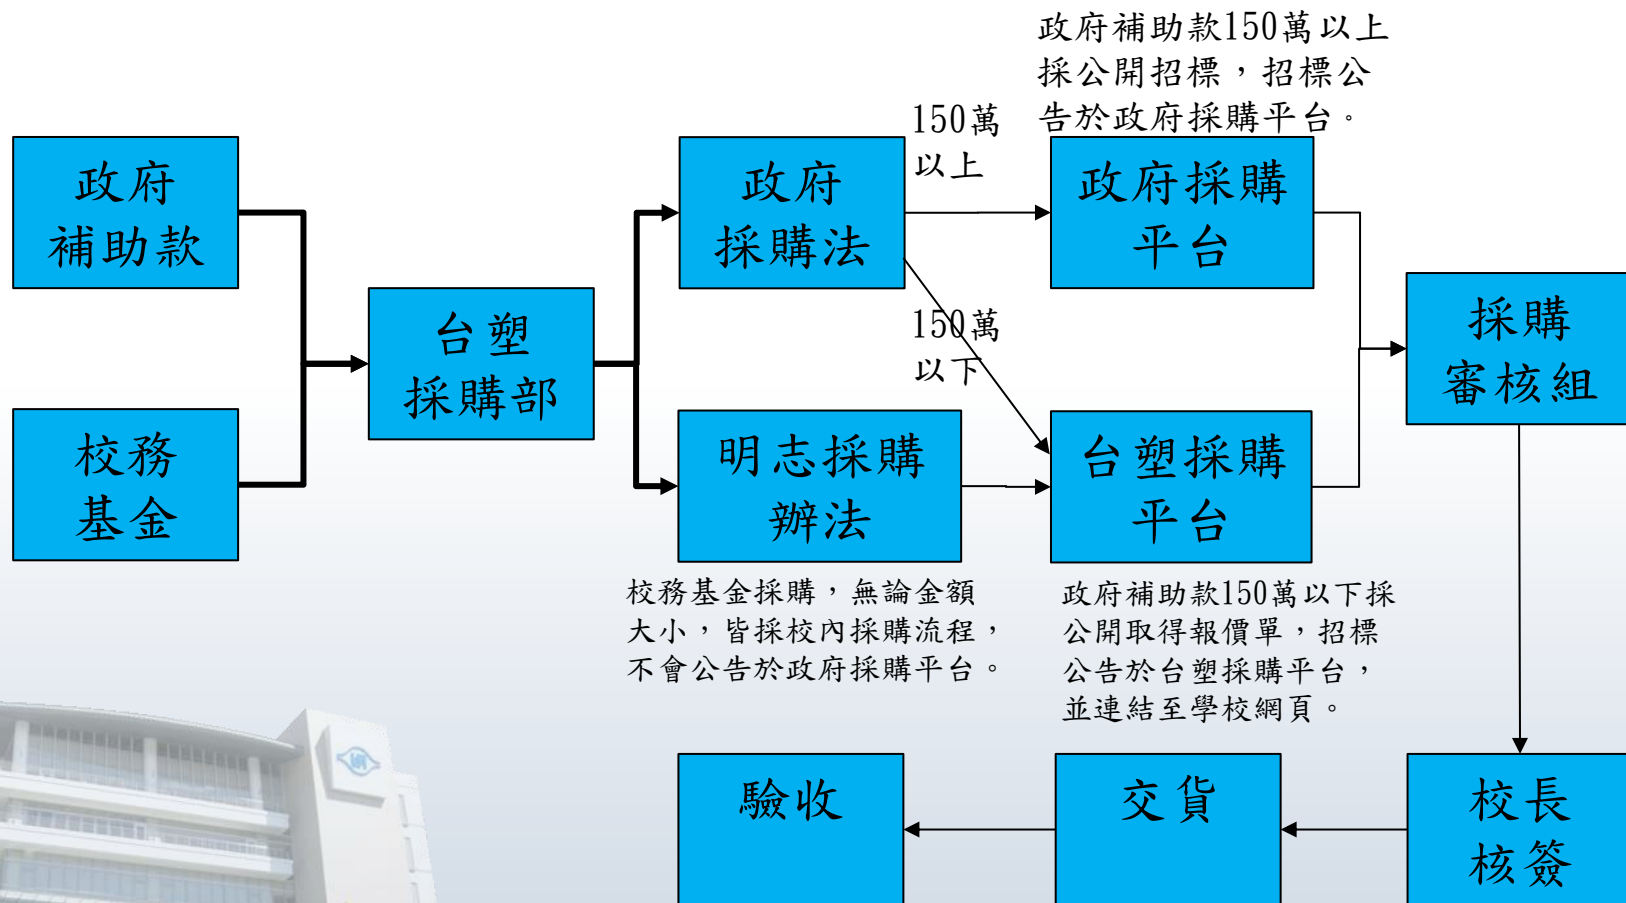 政府補助款150萬以上
採公開招標，招標公
告於政府採購平台。
150萬
以上
政府
補助款
政府
採購法
政府採購
平台
台塑
採購部
150萬
以下
採購
審核組
校務
基金
明志採購
辦法
台塑採購
平台
校務基金採購，無論金額
大小，皆採校內採購流程，
不會公告於政府採購平台。
政府補助款150萬以下採
公開取得報價單，招標
公告於台塑採購平台，
並連結至學校網頁。
驗收
交貨
校長
核簽